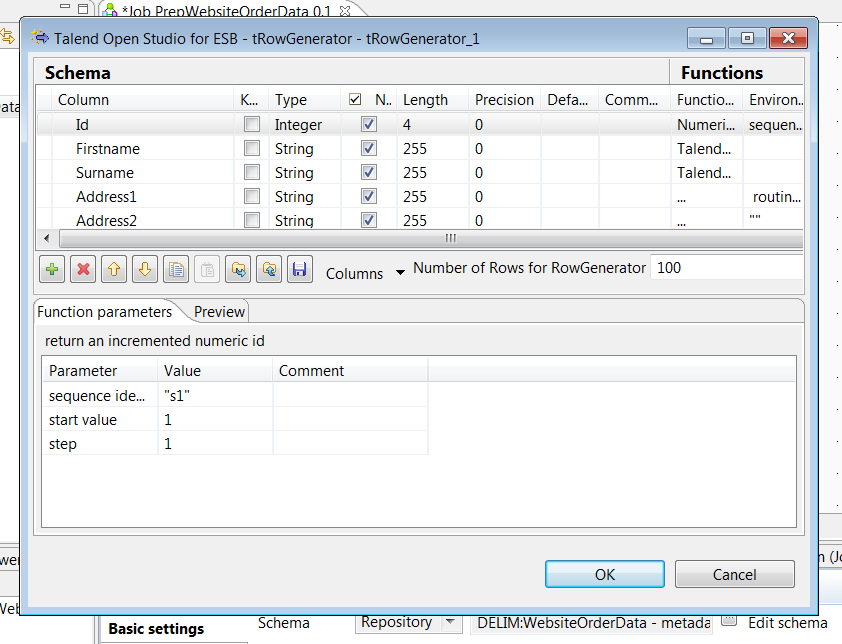 *Job PrepWebsiteOrderData 0.1
Talend Open Studio for ESB - tRowGenerator - tRowGenerator_1
Schema Functions
Column K... Type N.. Length Precision Defa... Comm... Functio... Environ..
Id Integer 4 0 Numeri... sequen...
Firstname String 255 0 Talend...
Surname String 255 0 Talend...
Address1 String 255 0 ... routin...
Address2 String 255 0 ... ""
Columns Number of Rows for RowGenerator 100
Function parameters Preview
return an incremented numeric id
Parameter Value Comment
sequence ide... "s1"
start value 1
step 1
OK Cancel
Basic settings Schema Repository DELIM:WebsiteOrderData - metada Edit schema